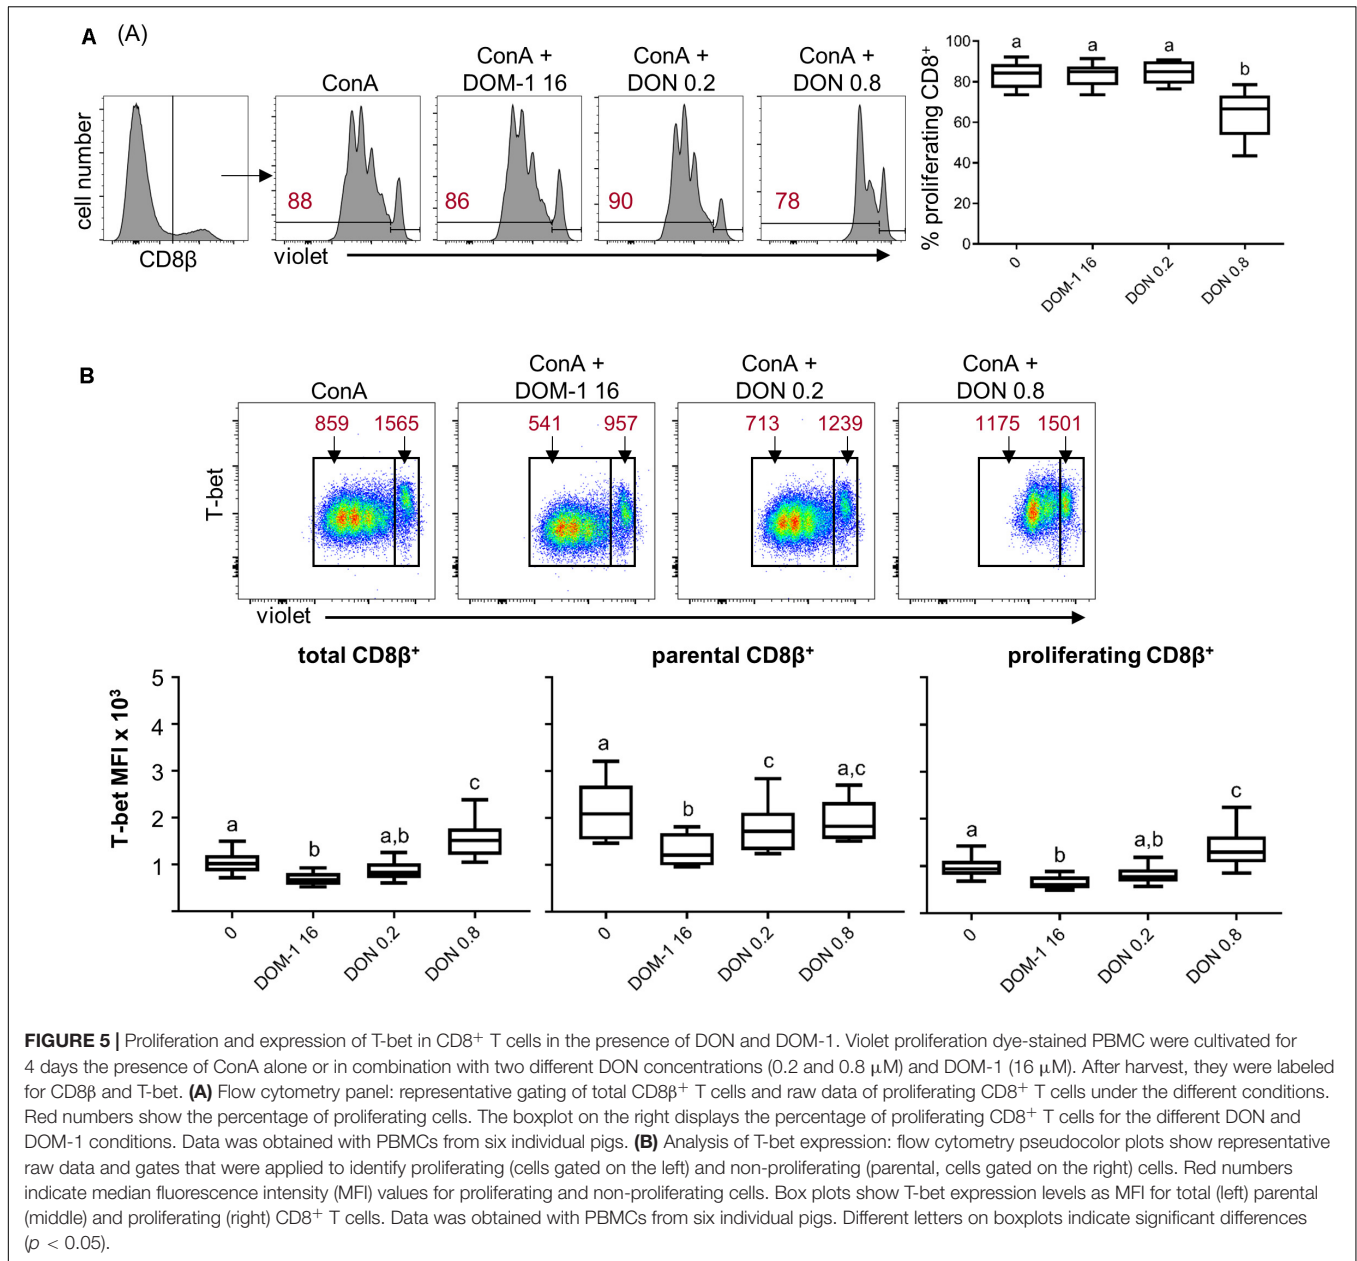 A (A)
ConA
ConA +
DOM-1 16
ConA +
DON 0.2
ConA +
DON 0.8
cell number
88
86
90
78
CD8β
violet
% proliferating CD8+
100
80
60
40
20
0
a
a
a
b
0
DOM-1 16
DON 0.2
DON 0.8
B
ConA
ConA +
DOM-1 16
ConA +
DON 0.2
ConA +
DON 0.8
859 1565
541 957
713 1239
1175 1501
T-bet
violet
total CD8β+
parental CD8β+
proliferating CD8β+
T-bet MFI x 10³
5
4
3
2
1
a
b
a,b
c
0
DOM-1 16
DON 0.2
DON 0.8
a
b
c
a,c
0
DOM-1 16
DON 0.2
DON 0.8
a
b
a,b
c
0
DOM-1 16
DON 0.2
DON 0.8
FIGURE 5 | Proliferation and expression of T-bet in CD8+ T cells in the presence of DON and DOM-1. Violet proliferation dye-stained PBMC were cultivated for
4 days the presence of ConA alone or in combination with two different DON concentrations (0.2 and 0.8 μM) and DOM-1 (16 μM). After harvest, they were labeled
for CD8β and T-bet. (A) Flow cytometry panel: representative gating of total CD8β+ T cells and raw data of proliferating CD8+ T cells under the different conditions.
Red numbers show the percentage of proliferating cells. The boxplot on the right displays the percentage of proliferating CD8+ T cells for the different DON and
DOM-1 conditions. Data was obtained with PBMCs from six individual pigs. (B) Analysis of T-bet expression: flow cytometry pseudocolor plots show representative
raw data and gates that were applied to identify proliferating (cells gated on the left) and non-proliferating (parental, cells gated on the right) cells. Red numbers
indicate median fluorescence intensity (MFI) values for proliferating and non-proliferating cells. Box plots show T-bet expression levels as MFI for total (left) parental
(middle) and proliferating (right) CD8+ T cells. Data was obtained with PBMCs from six individual pigs. Different letters on boxplots indicate significant differences
(p < 0.05).